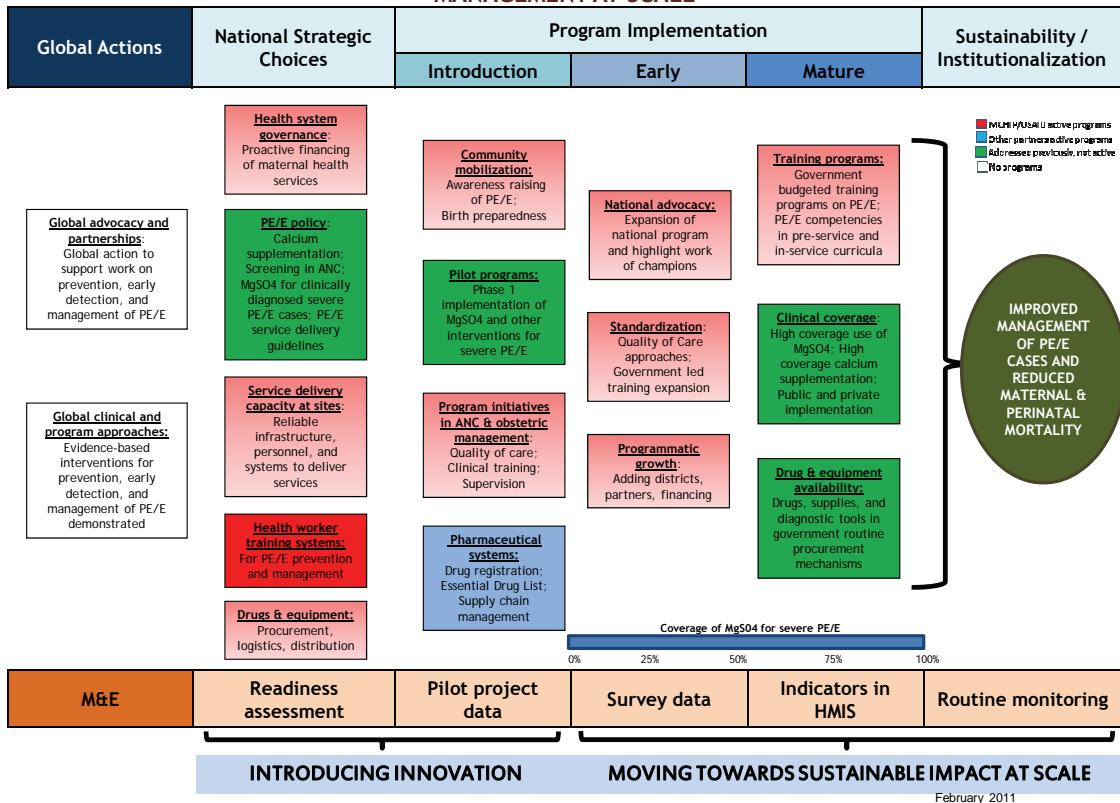 MANAGEMENT AT SCALE
Global Actions
National Strategic
Choices
Program Implementation
Introduction
Early
Mature
Sustainability /
Institutionalization
Health system
governance:
Proactive financing
of maternal health
services
Global advocacy and
partnerships:
Global action to
support work on
prevention, early
detection, and
management of PE/E
PE/E policy:
Calcium
supplementation;
Screening in ANC;
MgSO4 for clinically
diagnosed severe
PE/E cases; PE/E
service delivery
guidelines
Global clinical and
program approaches:
Evidence-based
interventions for
prevention, early
detection, and
management of PE/E
demonstrated
Service delivery
capacity at sites:
Reliable
infrastructure,
personnel, and
systems to deliver
services
Health worker
training systems:
For PE/E prevention
and management
Drugs & equipment:
Procurement,
logistics, distribution
Community
mobilization:
Awareness raising
of PE/E;
Birth preparedness
Pilot programs:
Phase 1
implementation of
MgSO4 and other
interventions for
severe PE/E
Program initiatives
in ANC & obstetric
management:
Quality of care;
Clinical training;
Supervision
Pharmaceutical
systems:
Drug registration;
Essential Drug List;
Supply chain
management
National advocacy:
Expansion of
national program
and highlight work
of champions
Standardization:
Quality of Care
approaches;
Government led
training expansion
Programmatic
growth:
Adding districts,
partners, financing
Training programs:
Government
budgeted training
programs on PE/E;
PE/E competencies
in pre-service and
in-service curricula
Clinical coverage:
High coverage use of
MgSO4; High
coverage calcium
supplementation;
Public and private
implementation
Drug & equipment
availability:
Drugs, supplies, and
diagnostic tools in
government routine
procurement
mechanisms
MCHIP/USAID active programs
Other partners active programs
Addressed previously, not active
No programs
IMPROVED
MANAGEMENT
OF PE/E
CASES AND
REDUCED
MATERNAL &
PERINATAL
MORTALITY
Coverage of MgSO4 for severe PE/E
0% 25% 50% 75% 100%
M&E
Readiness
assessment
Pilot project
data
Survey data
Indicators in
HMIS
Routine monitoring
INTRODUCING INNOVATION
MOVING TOWARDS SUSTAINABLE IMPACT AT SCALE
February 2011